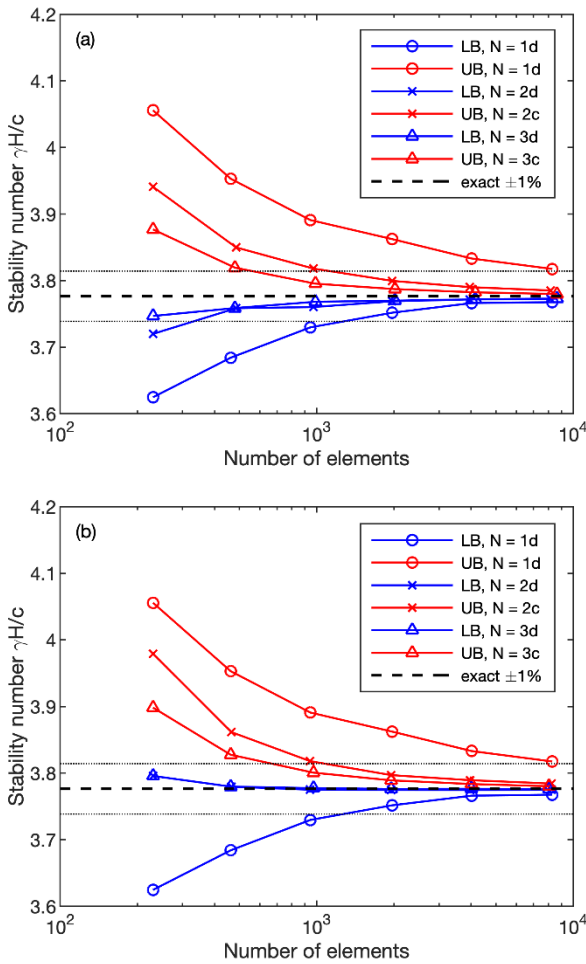 (a)
4.2
4.1
4
3.9
3.8
3.7
3.6
Stability number γH/c
LB, N = 1d
UB, N = 1d
LB, N = 2d
UB, N = 2c
LB, N = 3d
UB, N = 3c
exact ±1%
10²
10³
10⁴
Number of elements
(b)
4.2
4.1
4
3.9
3.8
3.7
3.6
Stability number γH/c
LB, N = 1d
UB, N = 1d
LB, N = 2d
UB, N = 2c
LB, N = 3d
UB, N = 3c
exact ±1%
10²
10³
10⁴
Number of elements